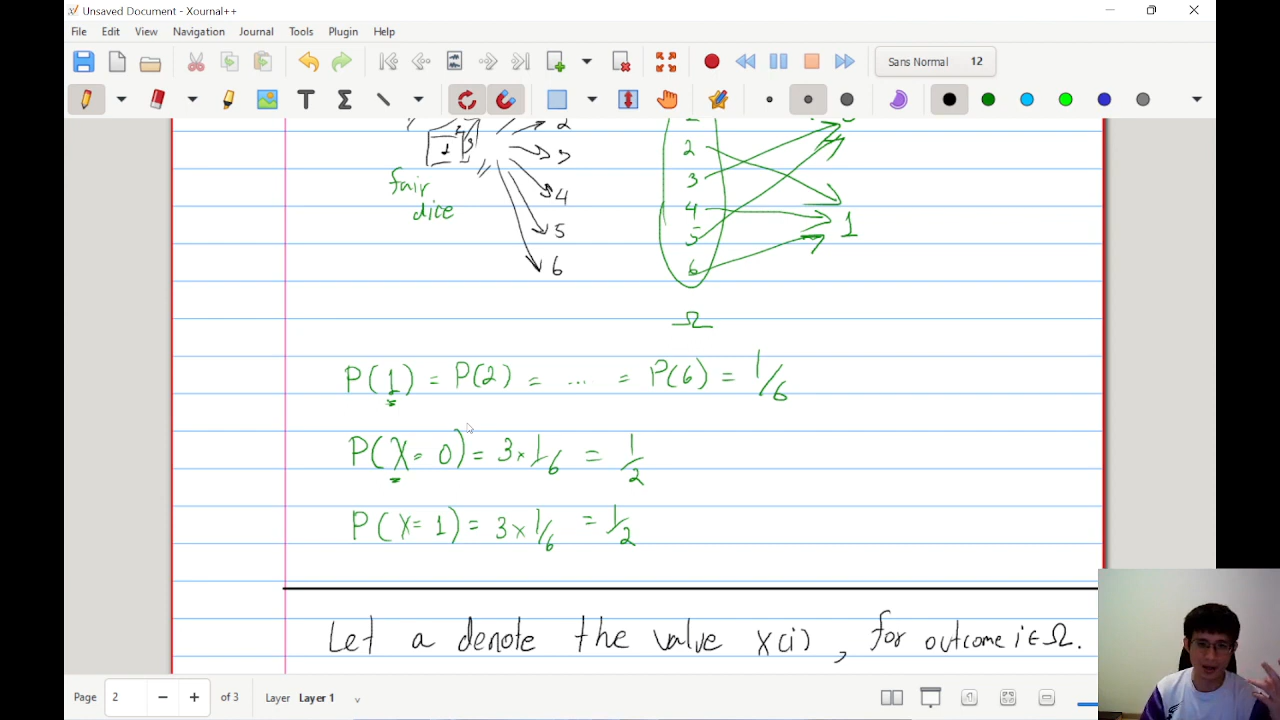 Unsaved Document - Xournal++
File Edit View Navigation Journal Tools Plugin Help
Sans Normal 12
2
3
4
5
6
1 3
fair
dice
2
3
4
5
6
1
Ω
P(1) = P(2) = ... = P(6) = 1/6
P(X = 0) = 3 × 1/6 = 1/2
P(X = 1) = 3 × 1/6 = 1/2
Let a denote the value X(i), for outcome i ∈ Ω.
Page 2 of 3 Layer Layer 1